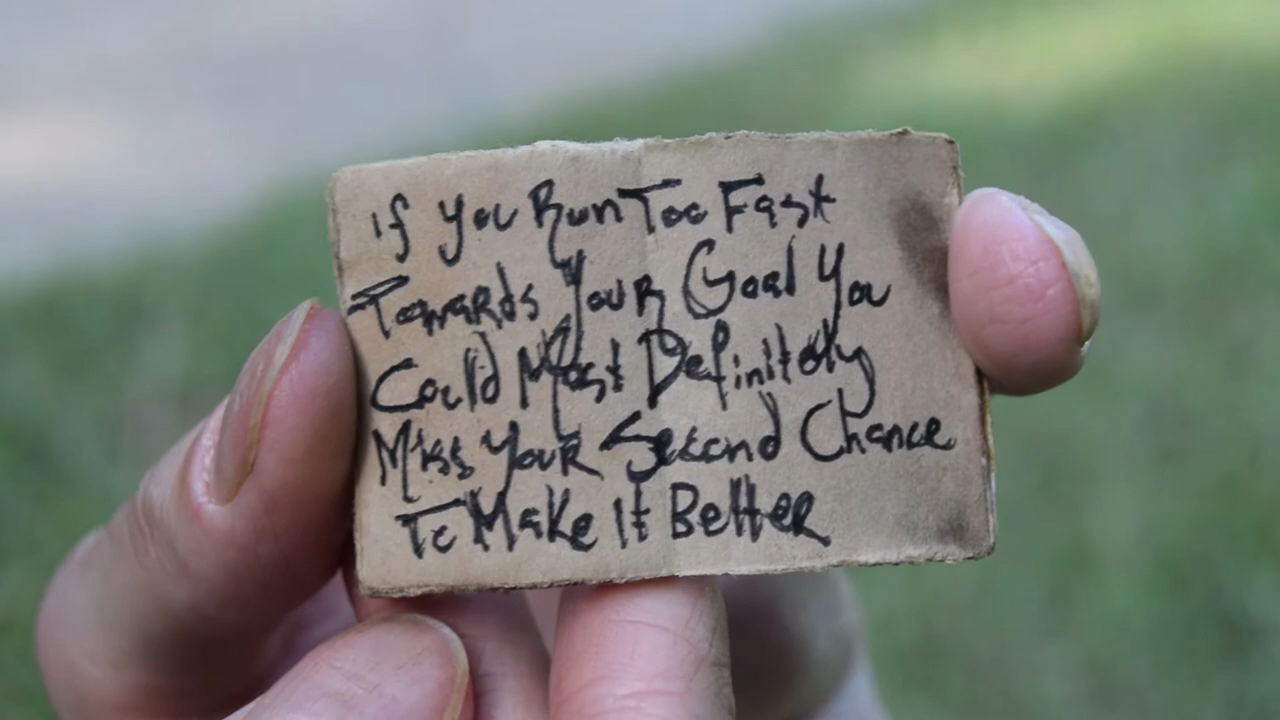 if you Run Too Fast
Towards Your Goal You
Could Most Definitely
Miss Your Second Chance
To Make It Better